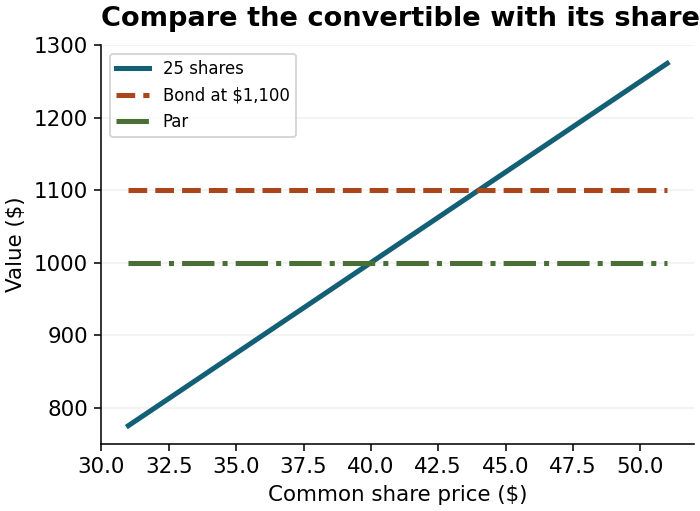 Compare the convertible with its share
1300
1200
1100
1000
900
800
Value ($)
25 shares
Bond at $1,100
Par
30.0 32.5 35.0 37.5 40.0 42.5 45.0 47.5 50.0
Common share price ($)